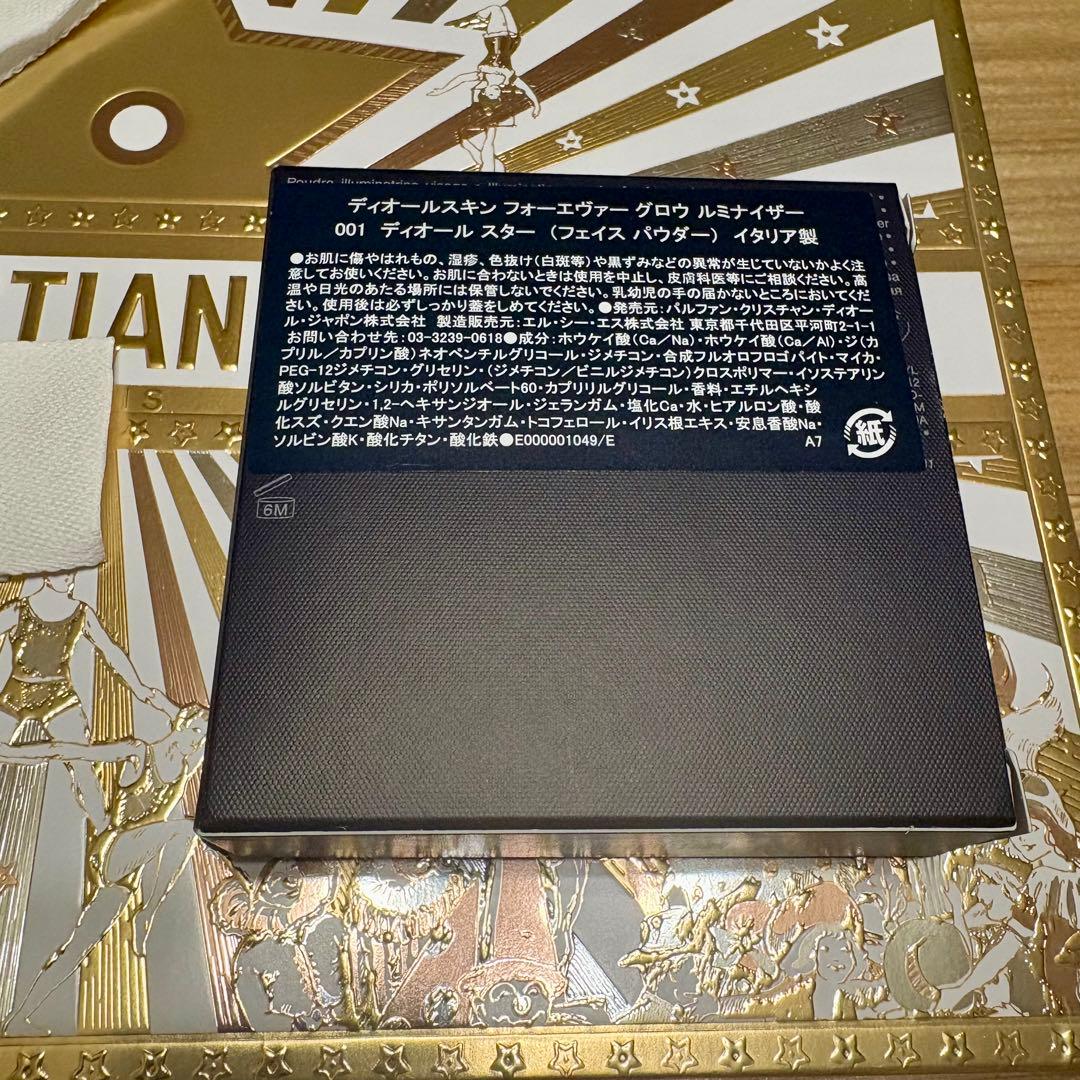 ディオールスキン フォーエヴァー グロウ ルミナイザー
001 ディオール スター (フェイス パウダー) イタリア製
●お肌に傷やはれもの、湿疹、色抜け(白斑等)や黒ずみなどの異常が生じていないかよく注
意してお使いください。お肌に合わないときは使用を中止し、皮膚科医等にご相談ください。高
温や日光のあたる場所には保管しないでください。乳幼児の手の届かないところにおいてくだ
さい。使用後は必ずしっかり蓋をしめてください。●発売元:パルファン・クリスチャン・ディオー
ル・ジャポン株式会社 製造販売元:エル・シー・エス株式会社 東京都千代田区平河町2-1-1
お問い合わせ先:03-3239-0618●成分:ホウケイ酸(Ca/Na)・ホウケイ酸(Ca/Al)・ジ(カ
プリル/カプリン酸)ネオペンチルグリコール・ジメチコン・合成フルオロフロゴパイト・マイカ・
PEG-12ジメチコン・グリセリン・(ジメチコン/ビニルジメチコン)クロスポリマー・イソステアリン
酸ソルビタン・シリカ・ポリソルベート60・カプリリルグリコール・香料・エチルヘキシ
ルグリセリン・1,2-ヘキサンジオール・ジェランガム・塩化Ca・水・ヒアルロン酸・酸
化スズ・クエン酸Na・キサンタンガム・トコフェロール・イリス根エキス・安息香酸Na・
ソルビン酸K・酸化チタン・酸化鉄●E000001049/E
A7
紙
6M
TIAN